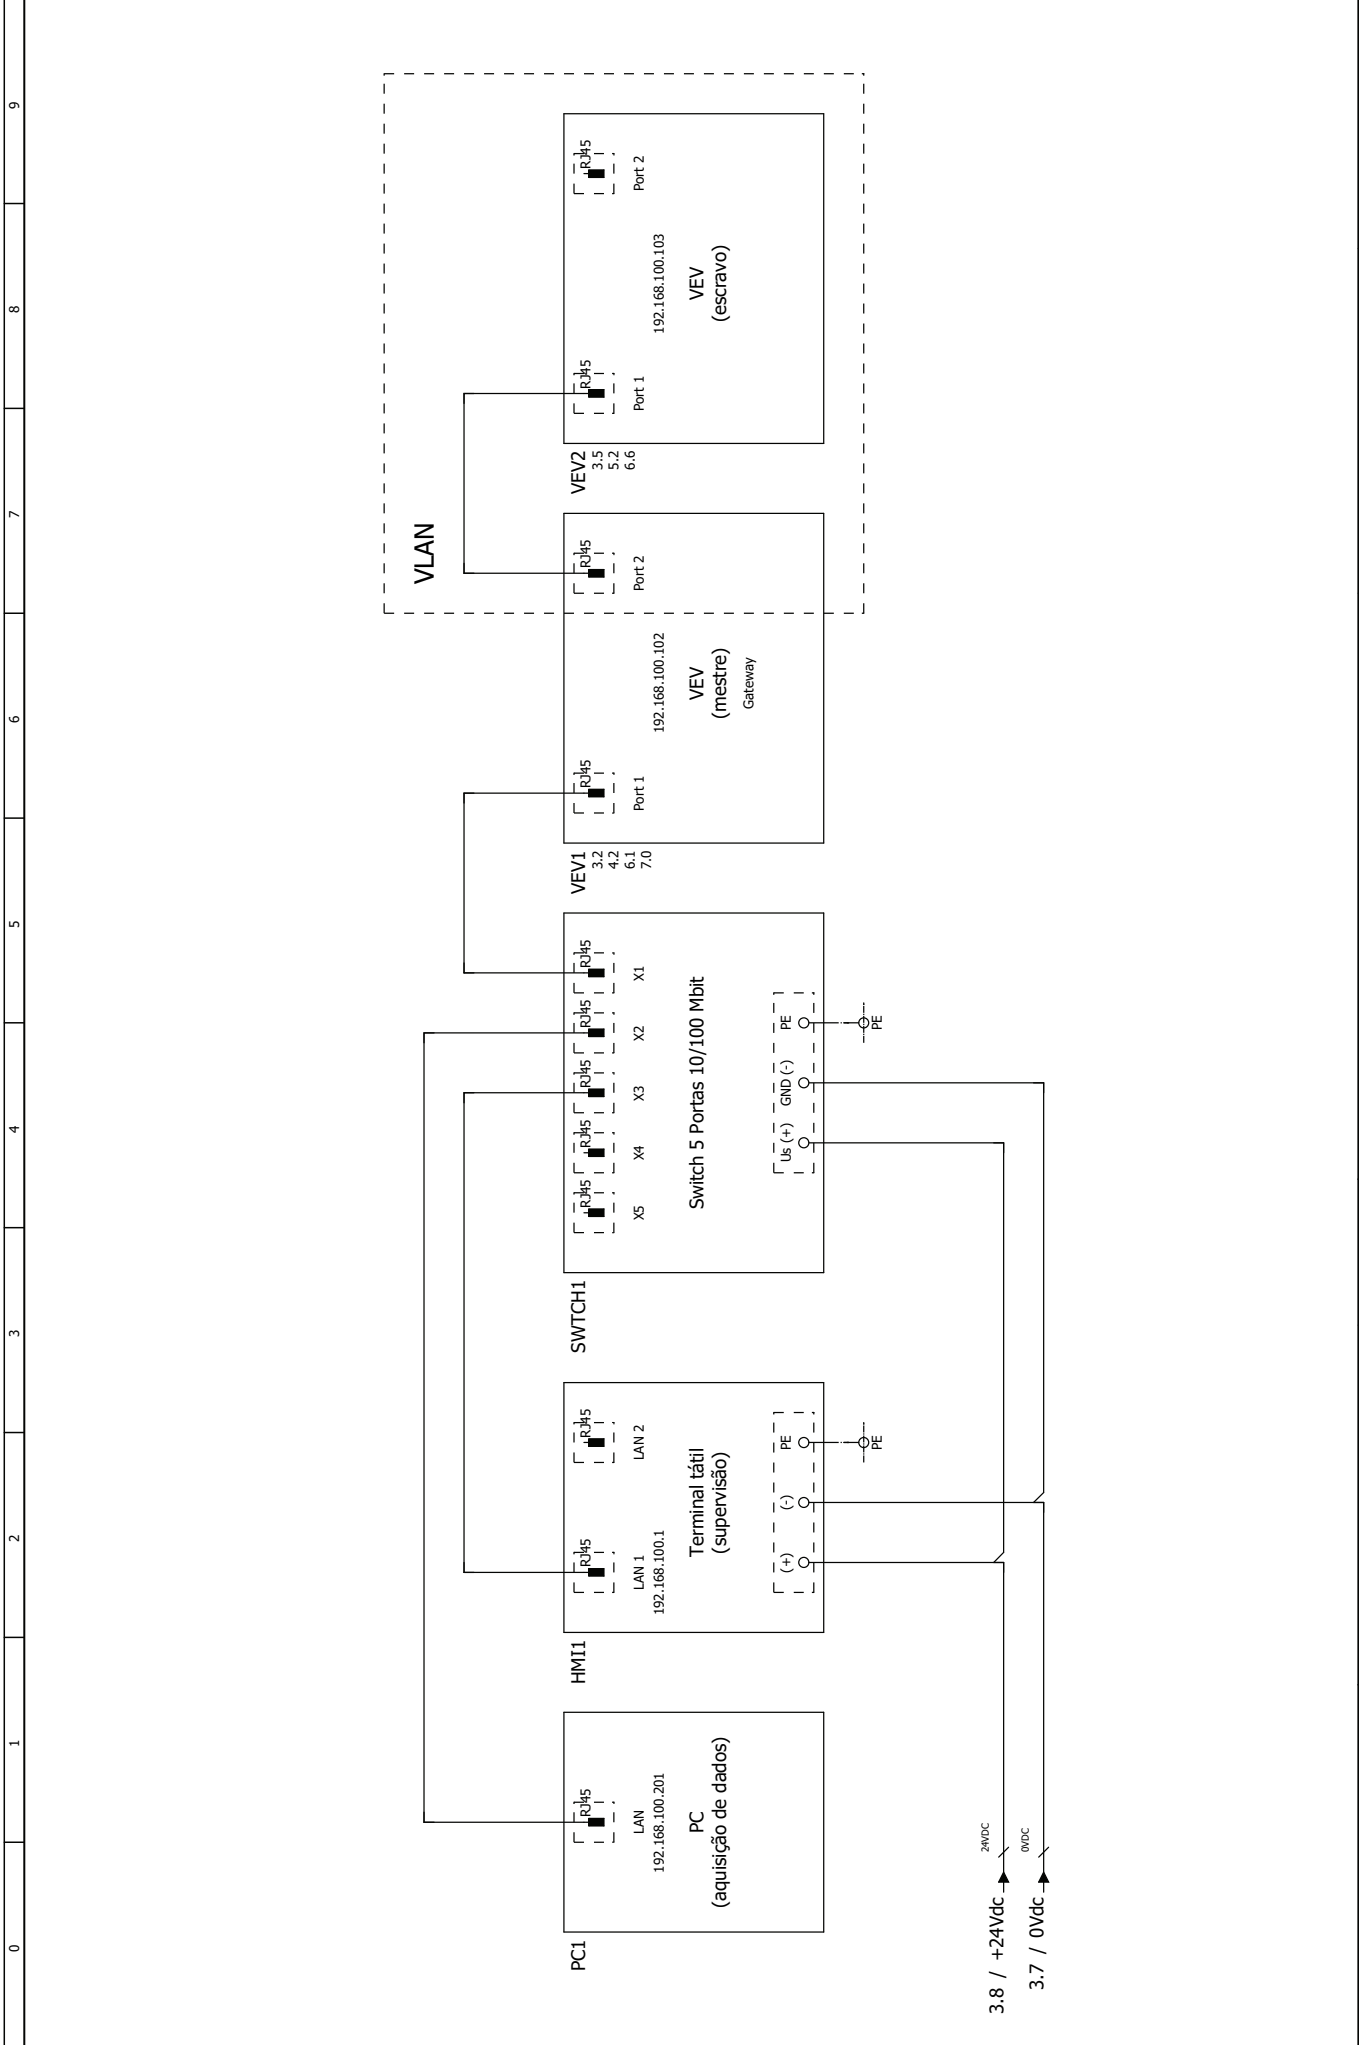 0 1 2 3 4 5 6 7 8 9
VLAN
RJ45
LAN
192.168.100.201
PC
(aquisição de dados)
PC1
RJ45
LAN 1
192.168.100.1
RJ45
LAN 2
Terminal tátil
(supervisão)
(+)
(-)
PE
PE
HMI1
RJ45
X5
RJ45
X4
RJ45
X3
RJ45
X2
RJ45
X1
Switch 5 Portas 10/100 Mbit
Us (+)
GND (-)
PE
PE
SWTCH1
VEV1
3.2
4.2
6.1
7.0
RJ45
Port 1
RJ45
Port 2
192.168.100.102
VEV
(mestre)
Gateway
VEV2
3.5
5.2
6.6
RJ45
Port 1
RJ45
Port 2
192.168.100.103
VEV
(escravo)
24VDC
3.8 / +24Vdc
0VDC
3.7 / 0Vdc